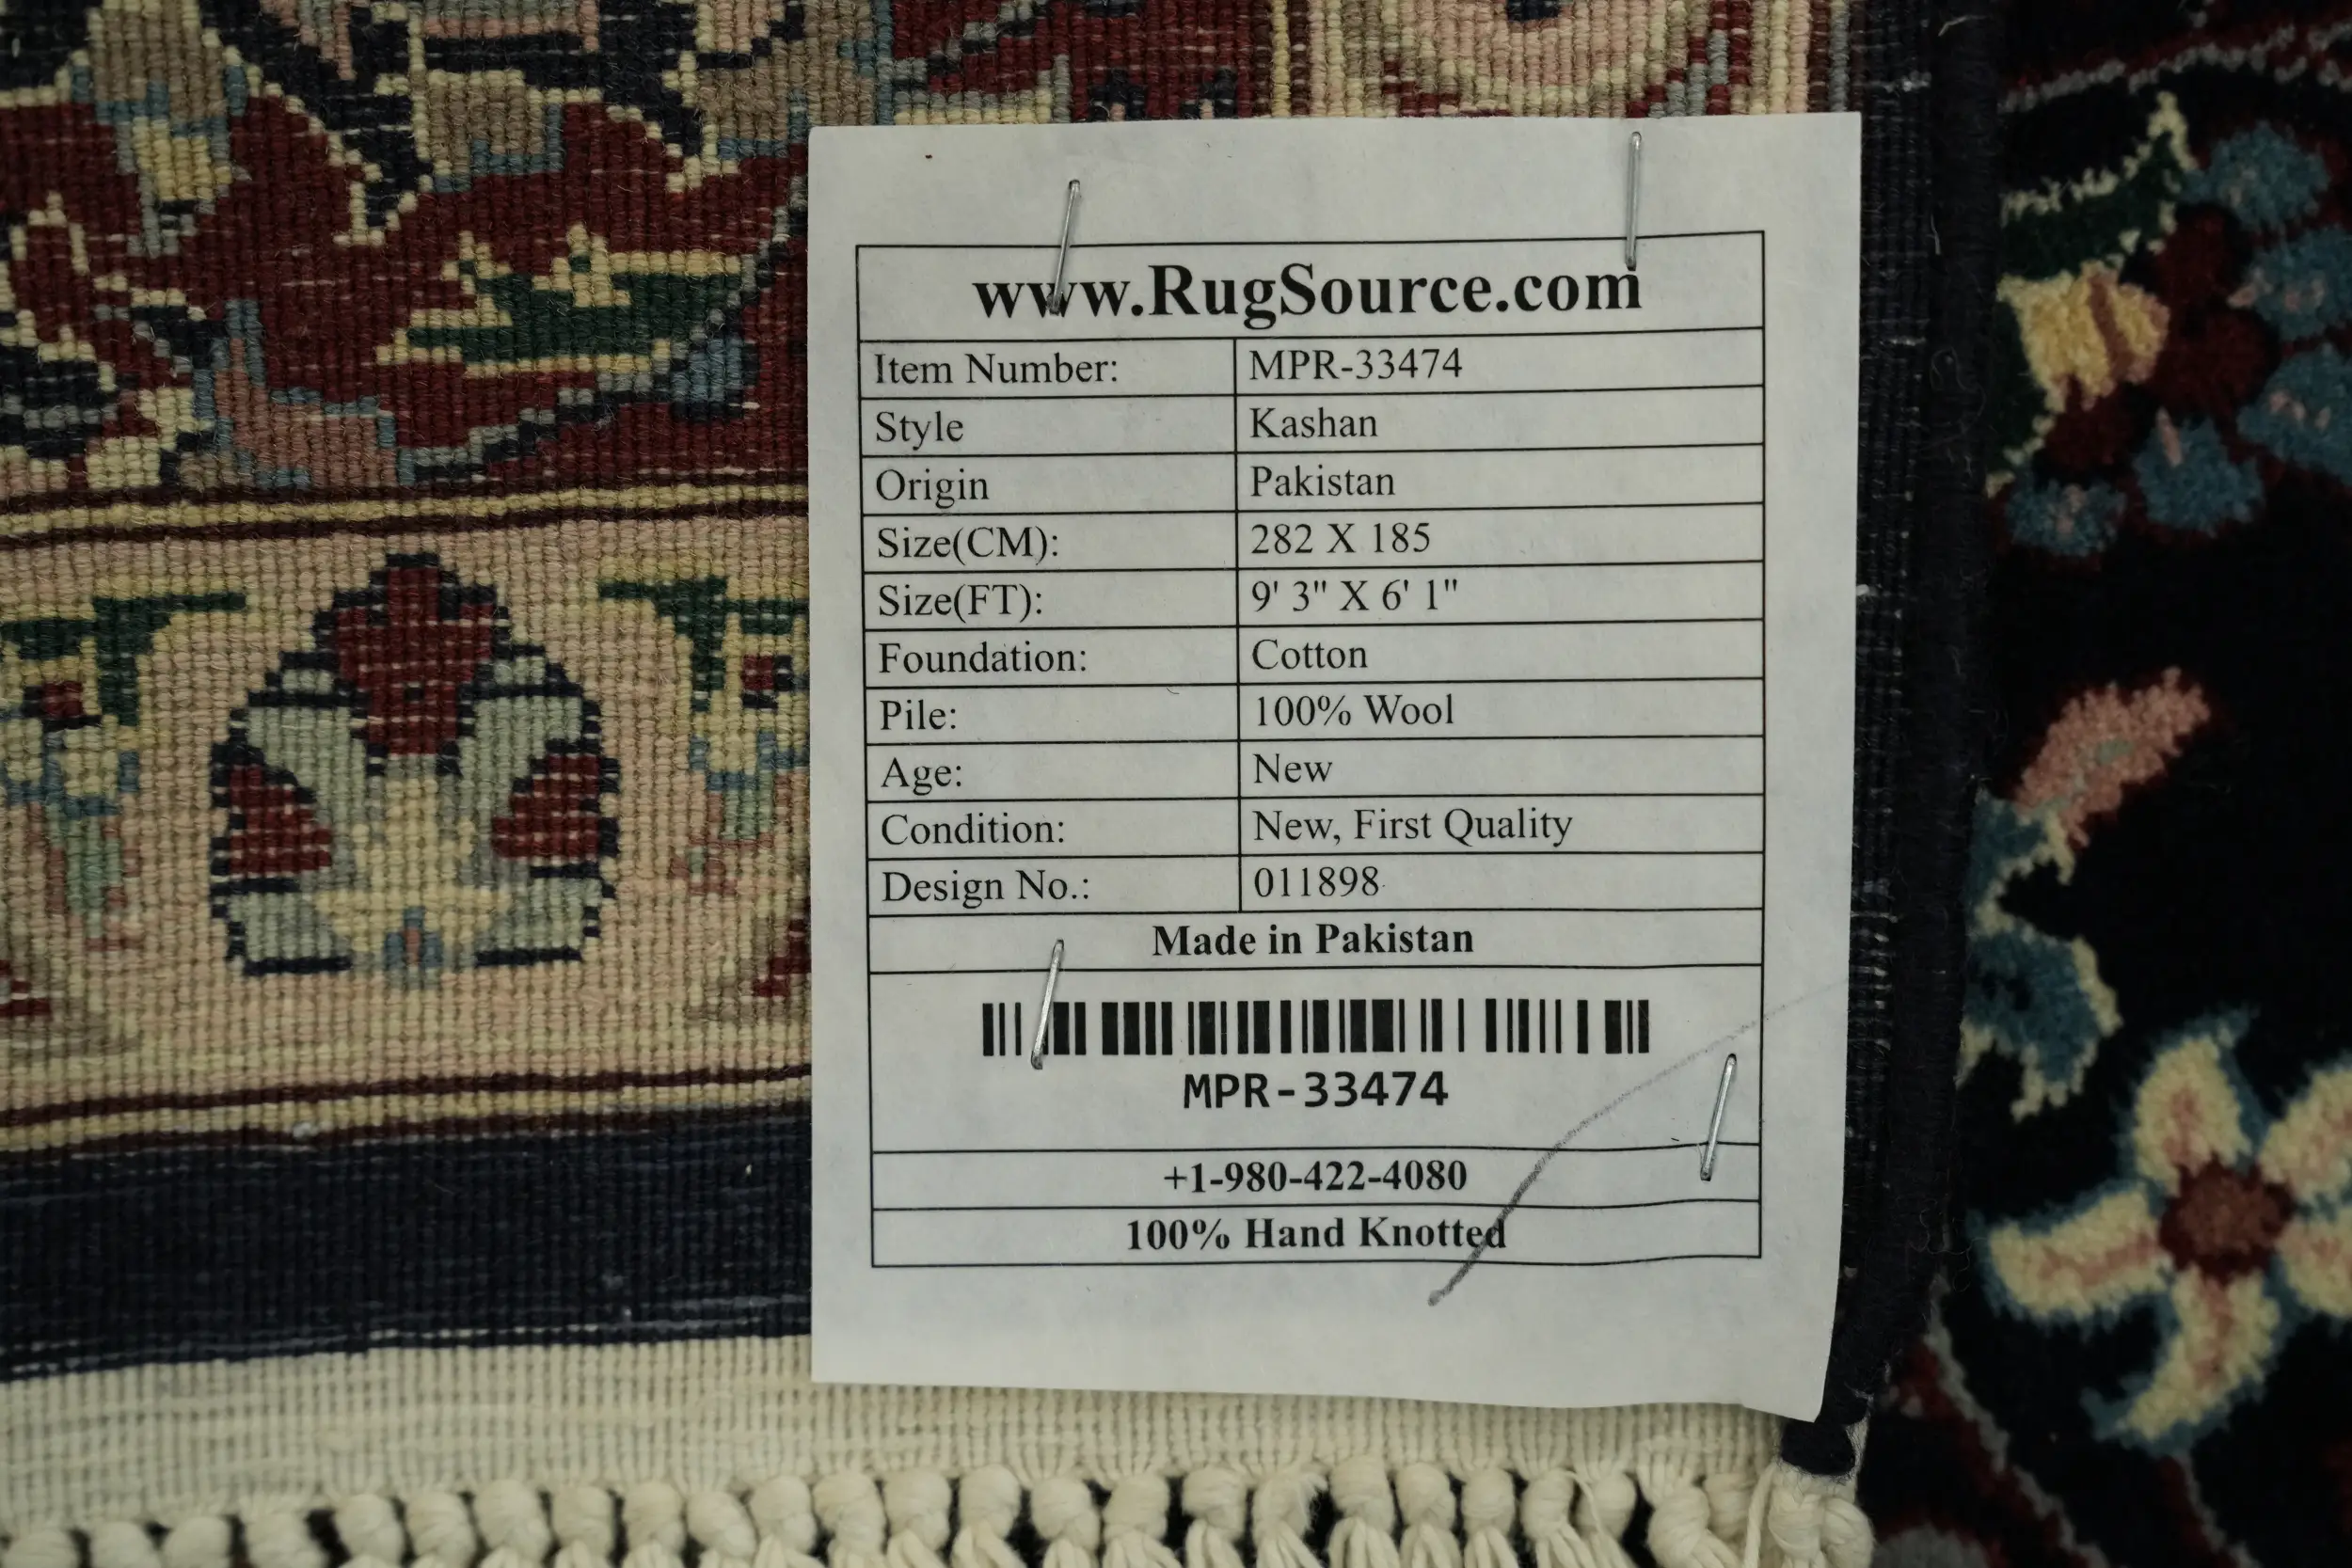 www.RugSource.com
Item Number: MPR-33474
Style Kashan
Origin Pakistan
Size(CM): 282 X 185
Size(FT): 9' 3" X 6' 1"
Foundation: Cotton
Pile: 100% Wool
Age: New
Condition: New, First Quality
Design No.: 011898
Made in Pakistan
MPR-33474
+1-980-422-4080
100% Hand Knotted